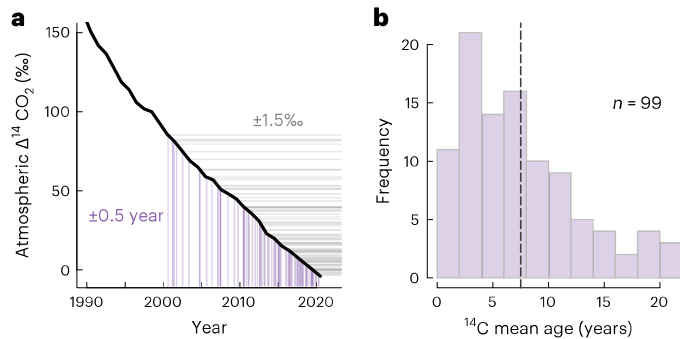 a
150
100
50
0
Atmospheric Δ¹⁴ CO₂ (‰)
±1.5‰
±0.5 year
1990
2000
2010
2020
Year
b
20
15
10
5
0
Frequency
n = 99
0
5
10
15
20
¹⁴C mean age (years)